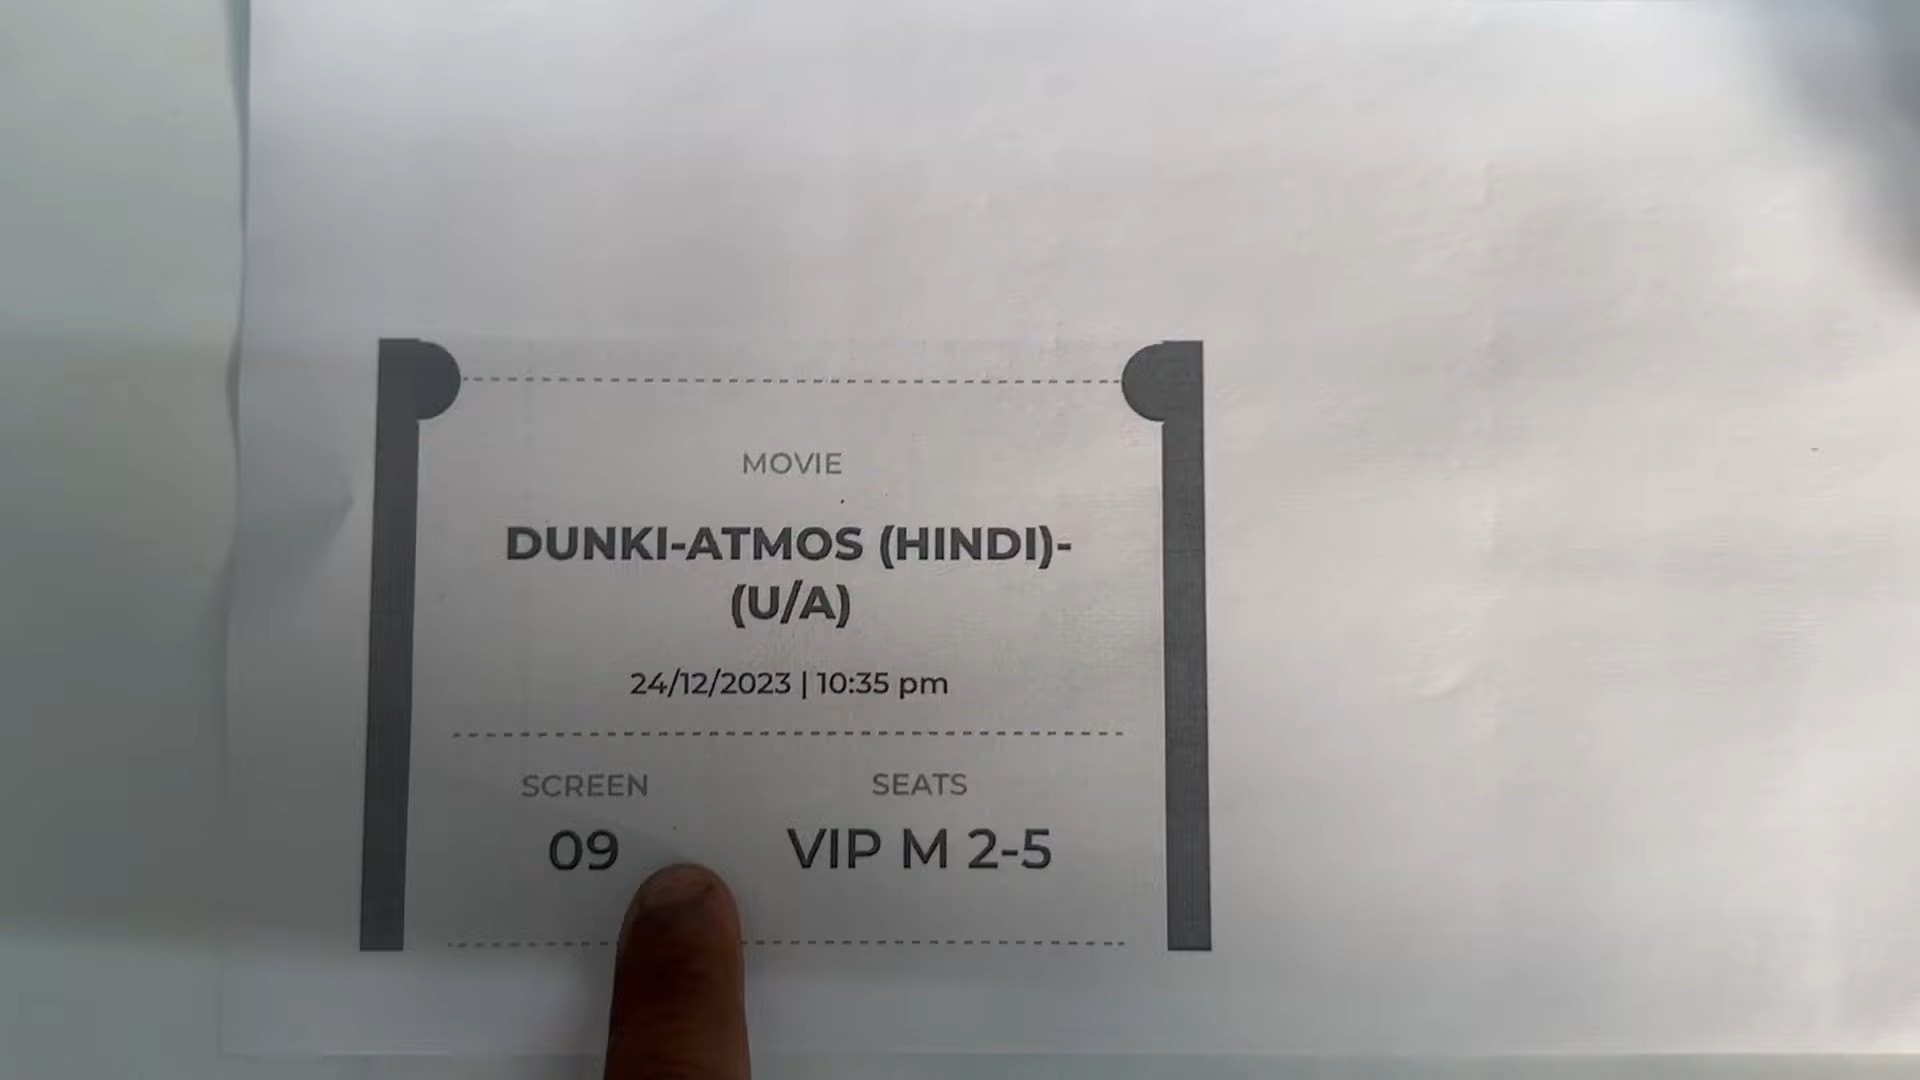 MOVIE
DUNKI-ATMOS (HINDI)-
(U/A)
24/12/2023 | 10:35 pm
SCREEN SEATS
09 VIP M 2-5